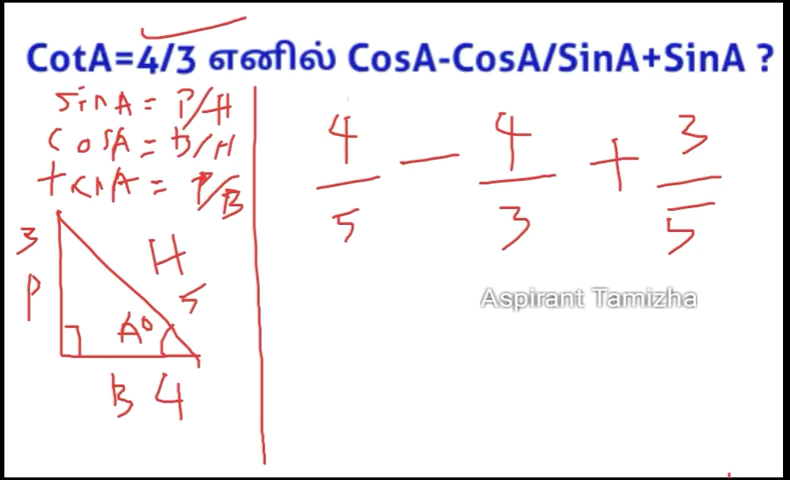 CotA=4/3 எனில் CosA-CosA/SinA+SinA ?
sinA = P/H
cosA = B/H
tanA = P/B
4/5 - 4/3 + 3/5
3
H
P
5
A°
B 4
Aspirant Tamizha